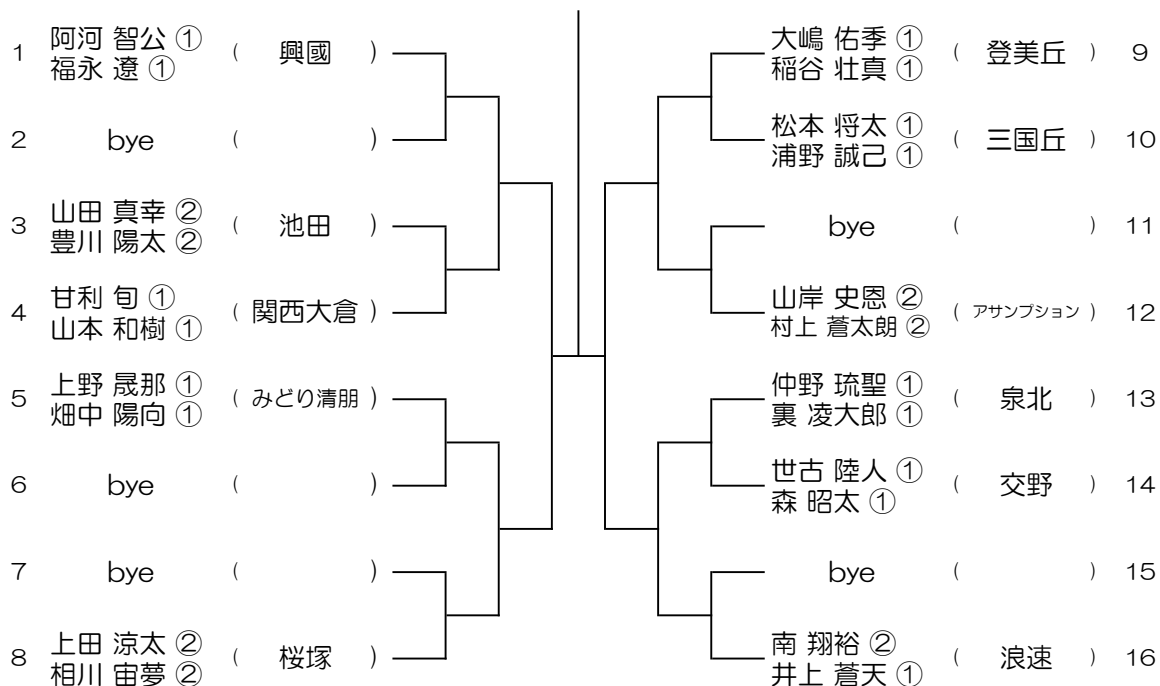 1 阿河 智公 ① ( 興國 )
福永 遼 ①
2 bye ( )
3 山田 真幸 ② ( 池田 )
豊川 陽太 ②
4 甘利 旬 ① ( 関西大倉 )
山本 和樹 ①
5 上野 晟那 ① ( みどり清朋 )
畑中 陽向 ①
6 bye ( )
7 bye ( )
8 上田 涼太 ② ( 桜塚 )
相川 宙夢 ②
大嶋 佑季 ① ( 登美丘 ) 9
稲谷 壮真 ①
松本 将太 ① ( 三国丘 ) 10
浦野 誠己 ①
bye ( ) 11
山岸 史恩 ② ( アサンプション ) 12
村上 蒼太朗 ②
仲野 琉聖 ① ( 泉北 ) 13
裏 凌大郎 ①
世古 陸人 ① ( 交野 ) 14
森 昭太 ①
bye ( ) 15
南 翔裕 ② ( 浪速 ) 16
井上 蒼天 ①